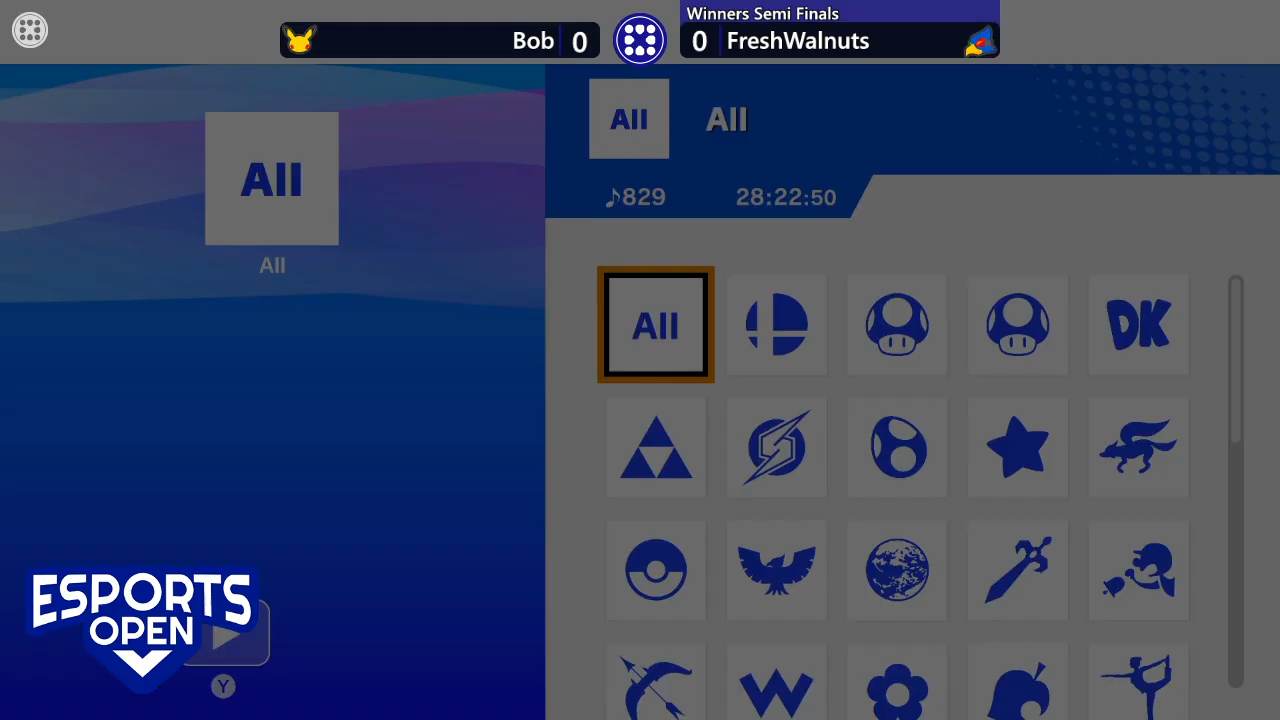 Winners Semi Finals
Bob 0
0 FreshWalnuts
All
All
All
All
♪829 28:22:50
All
DK
ESPORTS
OPEN
Y